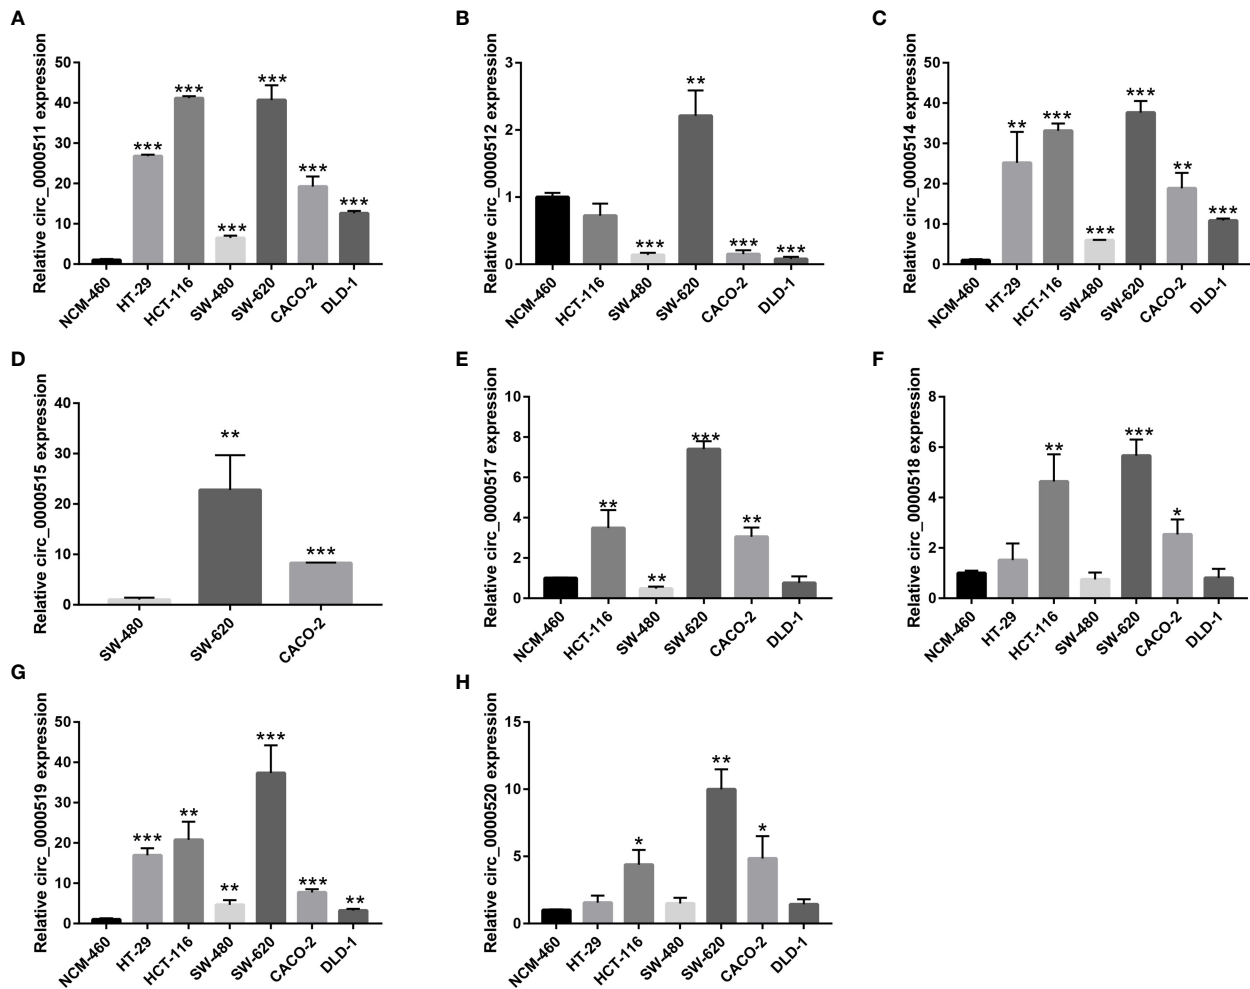 A
Relative circ_0000511 expression
50
40
30
20
10
0
***
***
***
***
***
***
NCM-460
HT-29
HCT-116
SW-480
SW-620
CACO-2
DLD-1
B
Relative circ_0000512 expression
3
2
1
0
***
**
***
***
NCM-460
HCT-116
SW-480
SW-620
CACO-2
DLD-1
C
Relative circ_0000514 expression
50
40
30
20
10
0
**
***
***
***
**
***
NCM-460
HT-29
HCT-116
SW-480
SW-620
CACO-2
DLD-1
D
Relative circ_0000515 expression
40
30
20
10
0
**
***
SW-480
SW-620
CACO-2
E
Relative circ_0000517 expression
10
8
6
4
2
0
**
**
***
**
NCM-460
HCT-116
SW-480
SW-620
CACO-2
DLD-1
F
Relative circ_0000518 expression
8
6
4
2
0
**
***
*
NCM-460
HT-29
HCT-116
SW-480
SW-620
CACO-2
DLD-1
G
Relative circ_0000519 expression
50
40
30
20
10
0
***
**
**
***
***
**
NCM-460
HT-29
HCT-116
SW-480
SW-620
CACO-2
DLD-1
H
Relative circ_0000520 expression
15
10
5
0
*
**
*
NCM-460
HT-29
HCT-116
SW-480
SW-620
CACO-2
DLD-1